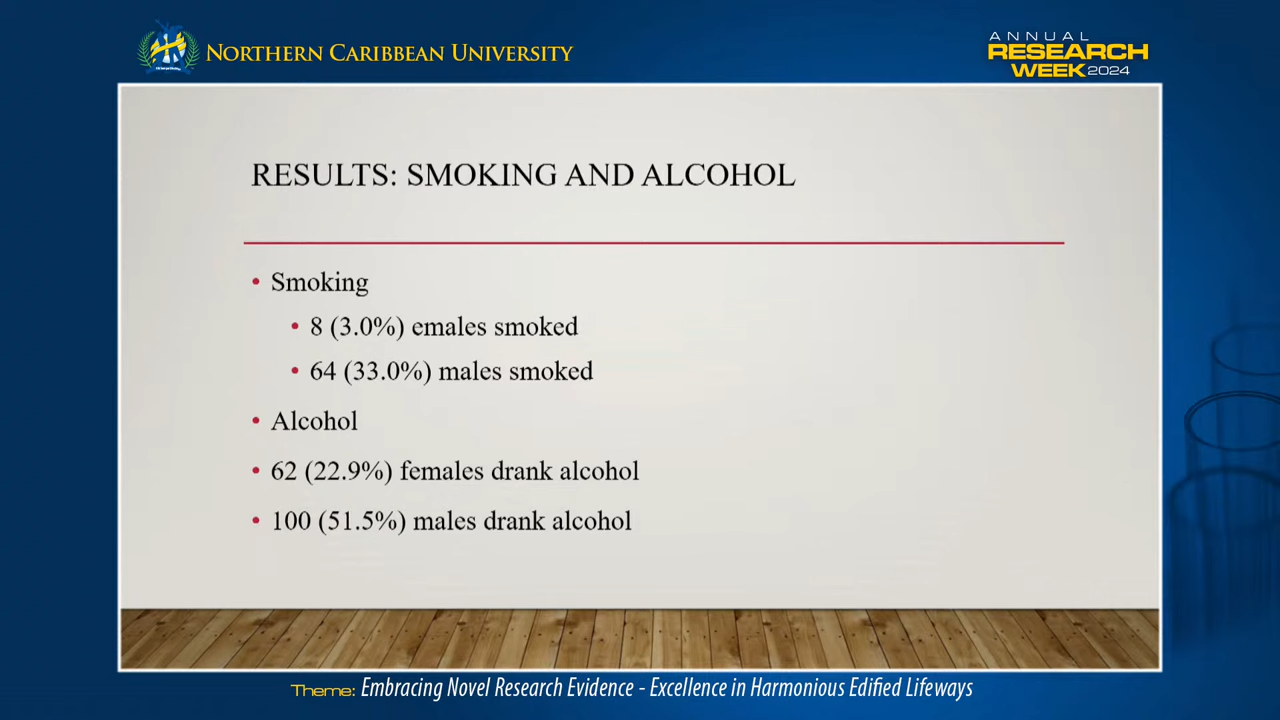 NORTHERN CARIBBEAN UNIVERSITY
ANNUAL
RESEARCH
WEEK 2024
RESULTS: SMOKING AND ALCOHOL
• Smoking
• 8 (3.0%) emales smoked
• 64 (33.0%) males smoked
• Alcohol
• 62 (22.9%) females drank alcohol
• 100 (51.5%) males drank alcohol
Theme: Embracing Novel Research Evidence - Excellence in Harmonious Edified Lifeways